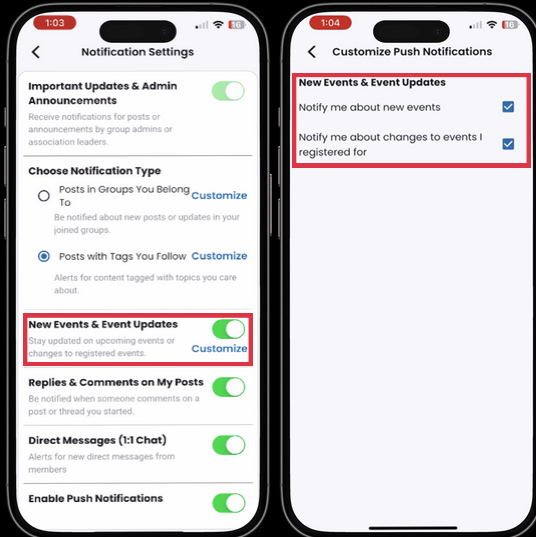 1:03
16
Notification Settings
Important Updates & Admin
Announcements
Receive notifications for posts or
announcements by group admins or
association leaders.
Choose Notification Type
Posts in Groups You Belong
To
Customize
Be notified about new posts or updates in your
joined groups.
Posts with Tags You Follow
Customize
Alerts for content tagged with topics you care
about.
New Events & Event Updates
Stay updated on upcoming events or
changes to registered events.
Customize
Replies & Comments on My Posts
Be notified when someone comments on a
post or thread you started.
Direct Messages (1:1 Chat)
Alerts for new direct messages from
members
Enable Push Notifications
1:04
16
Customize Push Notifications
New Events & Event Updates
Notify me about new events
Notify me about changes to events I
registered for